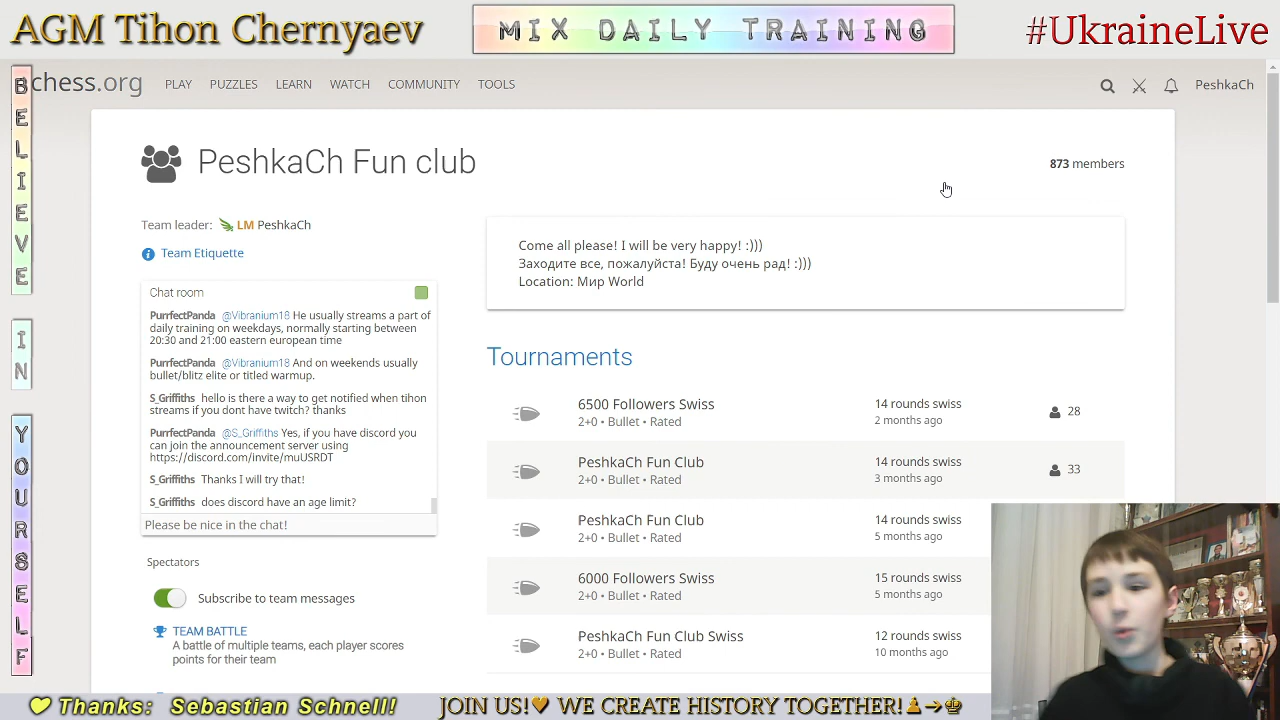 AGM Tihon Chernyaev
MIX DAILY TRAINING
#UkraineLive
BELIEVE
IN
YOURSELF
chess.org
PLAY PUZZLES LEARN WATCH COMMUNITY TOOLS
PeshkaCh
PeshkaCh Fun club
873 members
Team leader: LM PeshkaCh
Team Etiquette
Come all please! I will be very happy! :)))
Заходите все, пожалуйста! Буду очень рад! :)))
Location: Мир World
Chat room
PurrfectPanda @Vibranium18 He usually streams a part of
daily training on weekdays, normally starting between
20:30 and 21:00 eastern european time
PurrfectPanda @Vibranium18 And on weekends usually
bullet/blitz elite or titled warmup.
S_Griffiths hello is there a way to get notified when tihon
streams if you dont have twitch? thanks
PurrfectPanda @S_Griffiths Yes, if you have discord you
can join the announcement server using
https://discord.com/invite/muUSRDT
S_Griffiths Thanks I will try that!
S_Griffiths does discord have an age limit?
Please be nice in the chat!
Spectators
Subscribe to team messages
TEAM BATTLE
A battle of multiple teams, each player scores
points for their team
Tournaments
6500 Followers Swiss 14 rounds swiss 28
2+0 • Bullet • Rated 2 months ago
PeshkaCh Fun Club 14 rounds swiss 33
2+0 • Bullet • Rated 3 months ago
PeshkaCh Fun Club 14 rounds swiss
2+0 • Bullet • Rated 5 months ago
6000 Followers Swiss 15 rounds swiss
2+0 • Bullet • Rated 5 months ago
PeshkaCh Fun Club Swiss 12 rounds swiss
2+0 • Bullet • Rated 10 months ago
Thanks: Sebastian Schnell!
JOIN US!♥ WE CREATE HISTORY TOGETHER!♟→♚